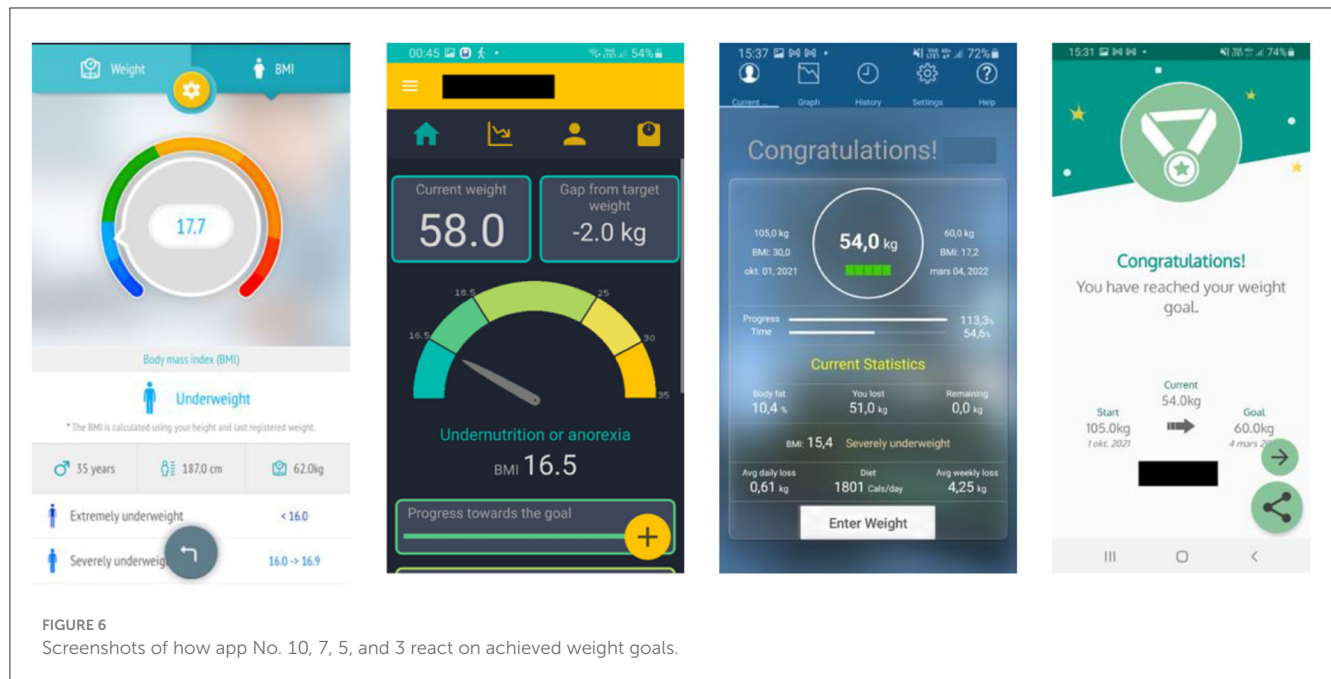 Weight
BMI
17.7
Body mass index (BMI)
Underweight
* The BMI is calculated using your height and last registered weight.
35 years
187.0 cm
62.0kg
Extremely underweight
< 16.0
Severely
16.0 -> 16.9
00:45
54%
Current weight
58.0
Gap from target
weight
-2.0 kg
16.5
18.5
25
30
35
Undernutrition or anorexia
BMI 16.5
Progress towards the goal
+
15:37
72%
Current ...
Graph
History
Settings
Help
Congratulations!
105,0 kg
BMI: 30,0
okt. 01, 2021
54,0 kg
60,0 kg
BMI: 17,2
mars 04, 2022
Progress
113,3%
Time
54,6%
Current Statistics
Body fat
10,4 %
You lost
51,0 kg
Remaining
0,0 kg
BMI: 15,4 Severely underweight
Avg daily loss
0,61 kg
Diet
1801 Cals/day
Avg weekly loss
4,25 kg
Enter Weight
15:31
74%
Congratulations!
You have reached your weight
goal.
Start
105.0kg
1 okt. 2021
Current
54.0kg
Goal
60.0kg
4 mars
FIGURE 6
Screenshots of how app No. 10, 7, 5, and 3 react on achieved weight goals.